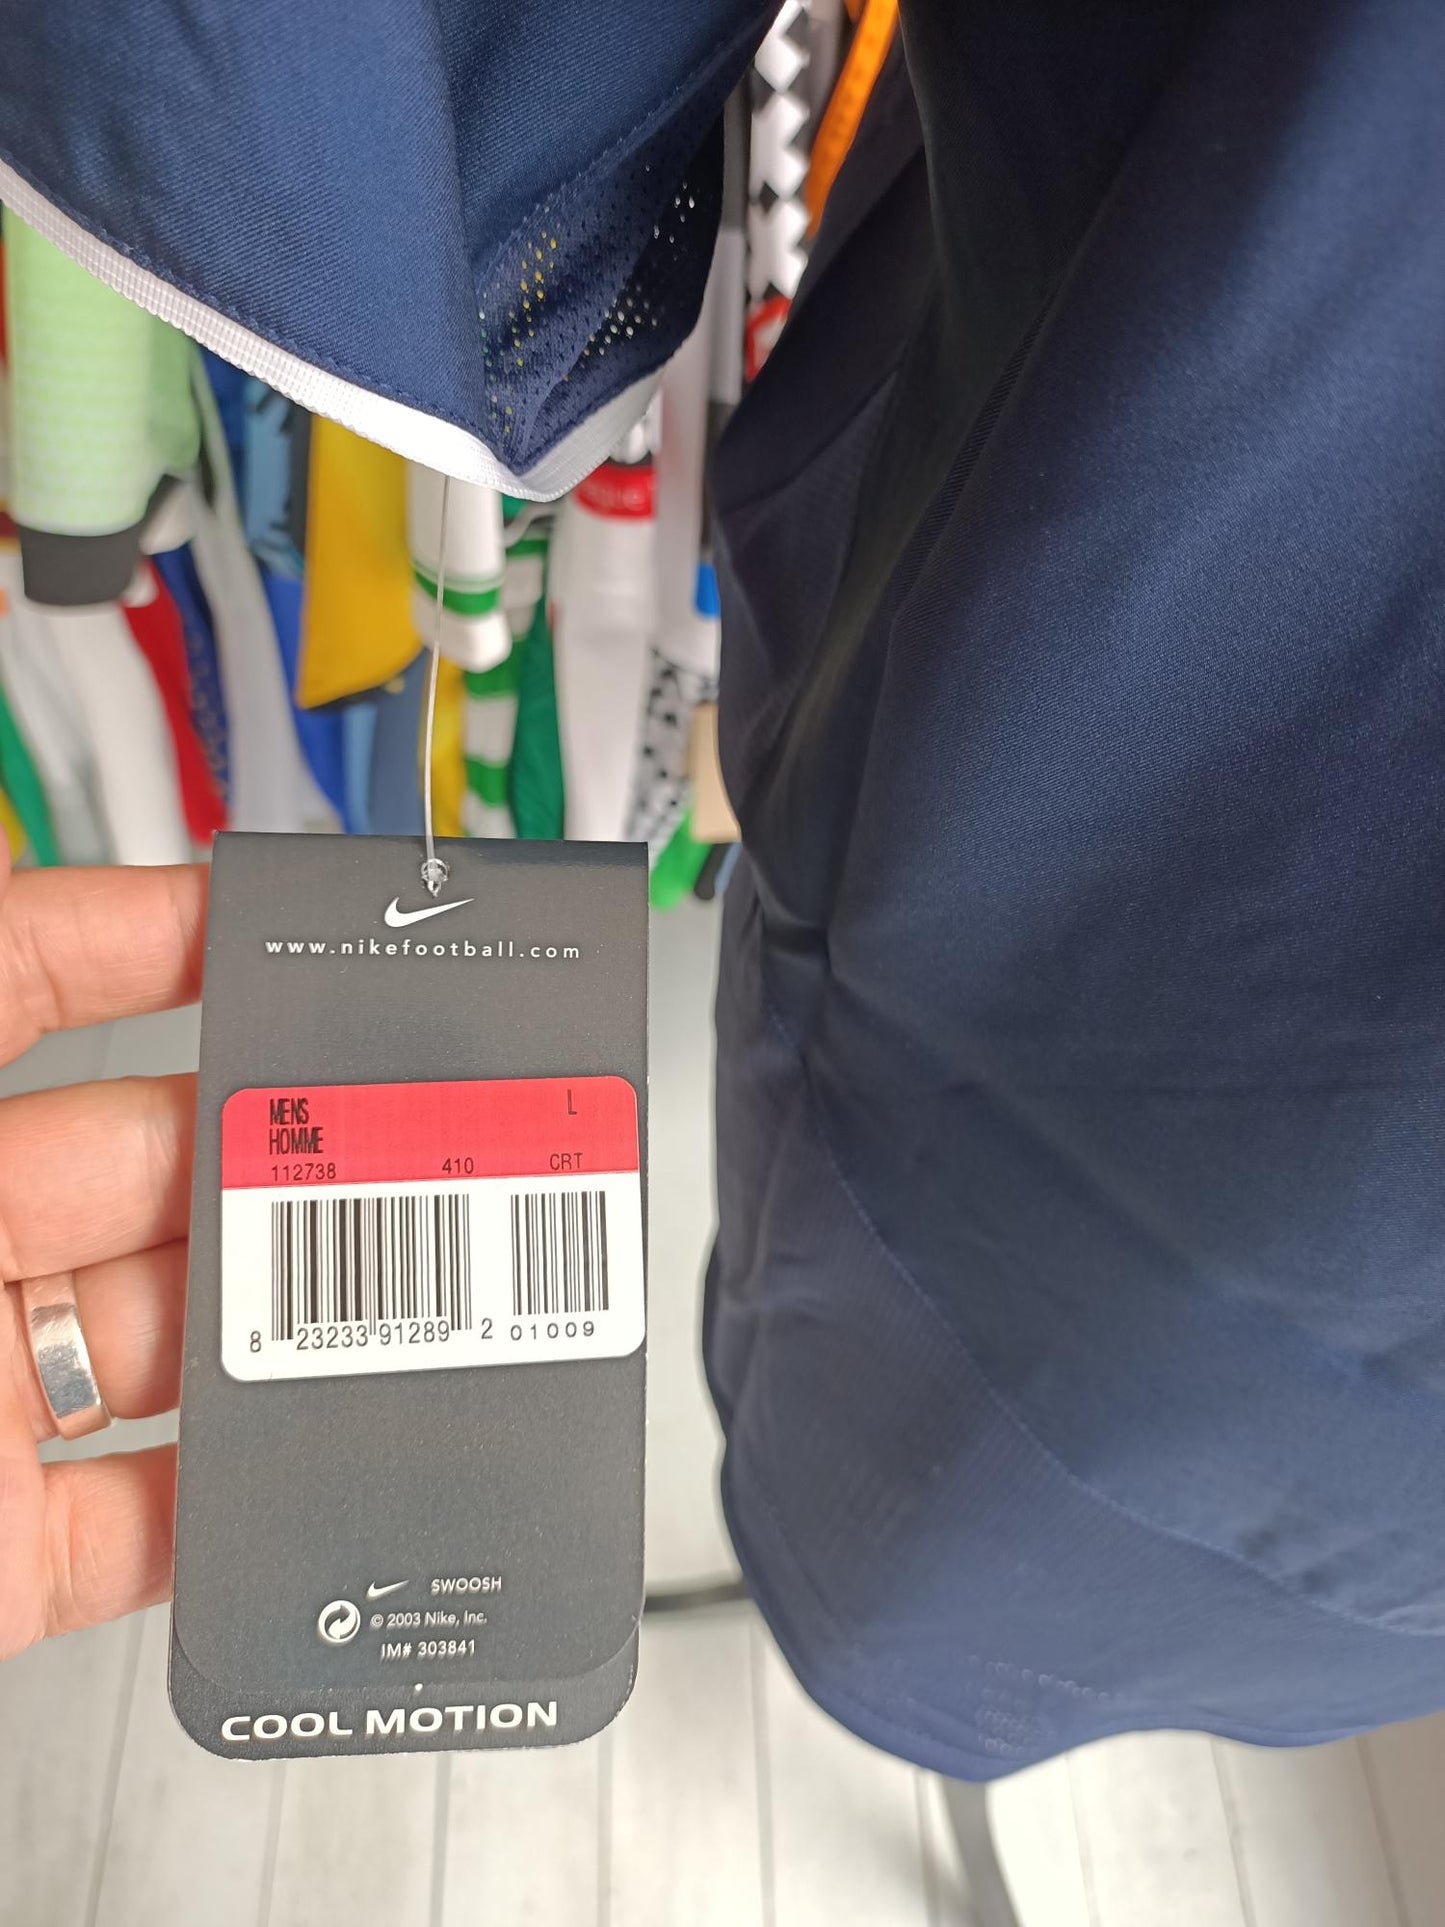 www.nikefootball.com
MENS L
HOMME
112738 410 CRT
8 23233 91289 2 01009
SWOOSH
© 2003 Nike, Inc.
IM# 303841
COOL MOTION